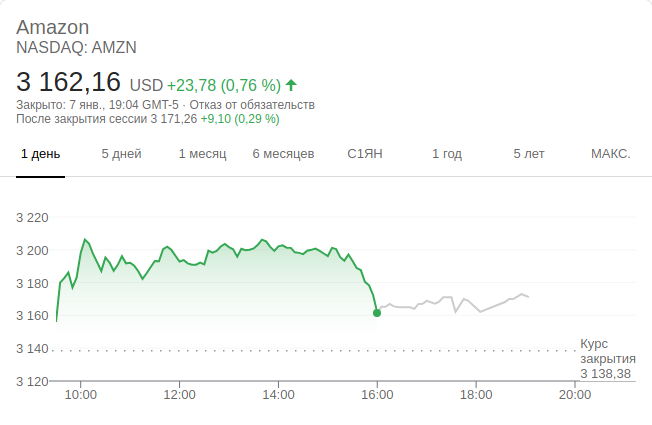 Amazon
NASDAQ: AMZN
3 162,16 USD +23,78 (0,76 %)
Закрыто: 7 янв., 19:04 GMT-5 · Отказ от обязательств
После закрытия сессии 3 171,26 +9,10 (0,29 %)
1 день 5 дней 1 месяц 6 месяцев С1ЯН 1 год 5 лет МАКС.
3 220
3 200
3 180
3 160
3 140
3 120
Курс
закрытия
3 138,38
10:00 12:00 14:00 16:00 18:00 20:00